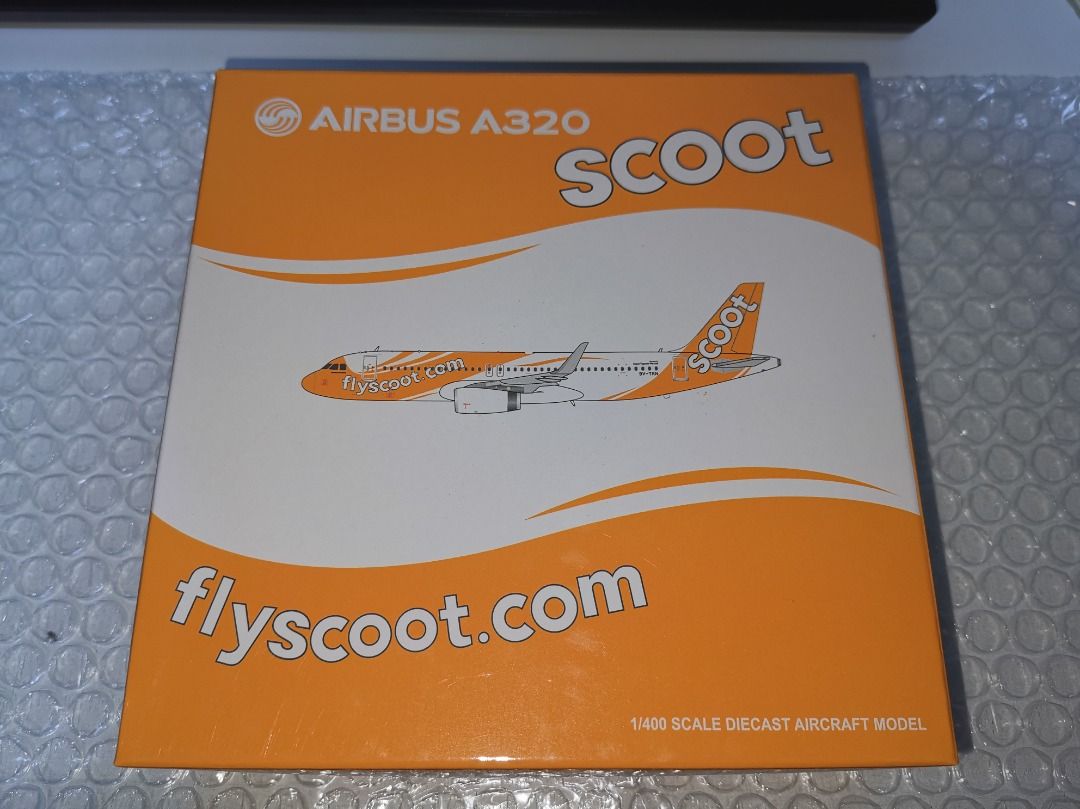 AIRBUS A320
scoot
scoot
flyscoot.com
flyscoot.com
1/400 SCALE DIECAST AIRCRAFT MODEL